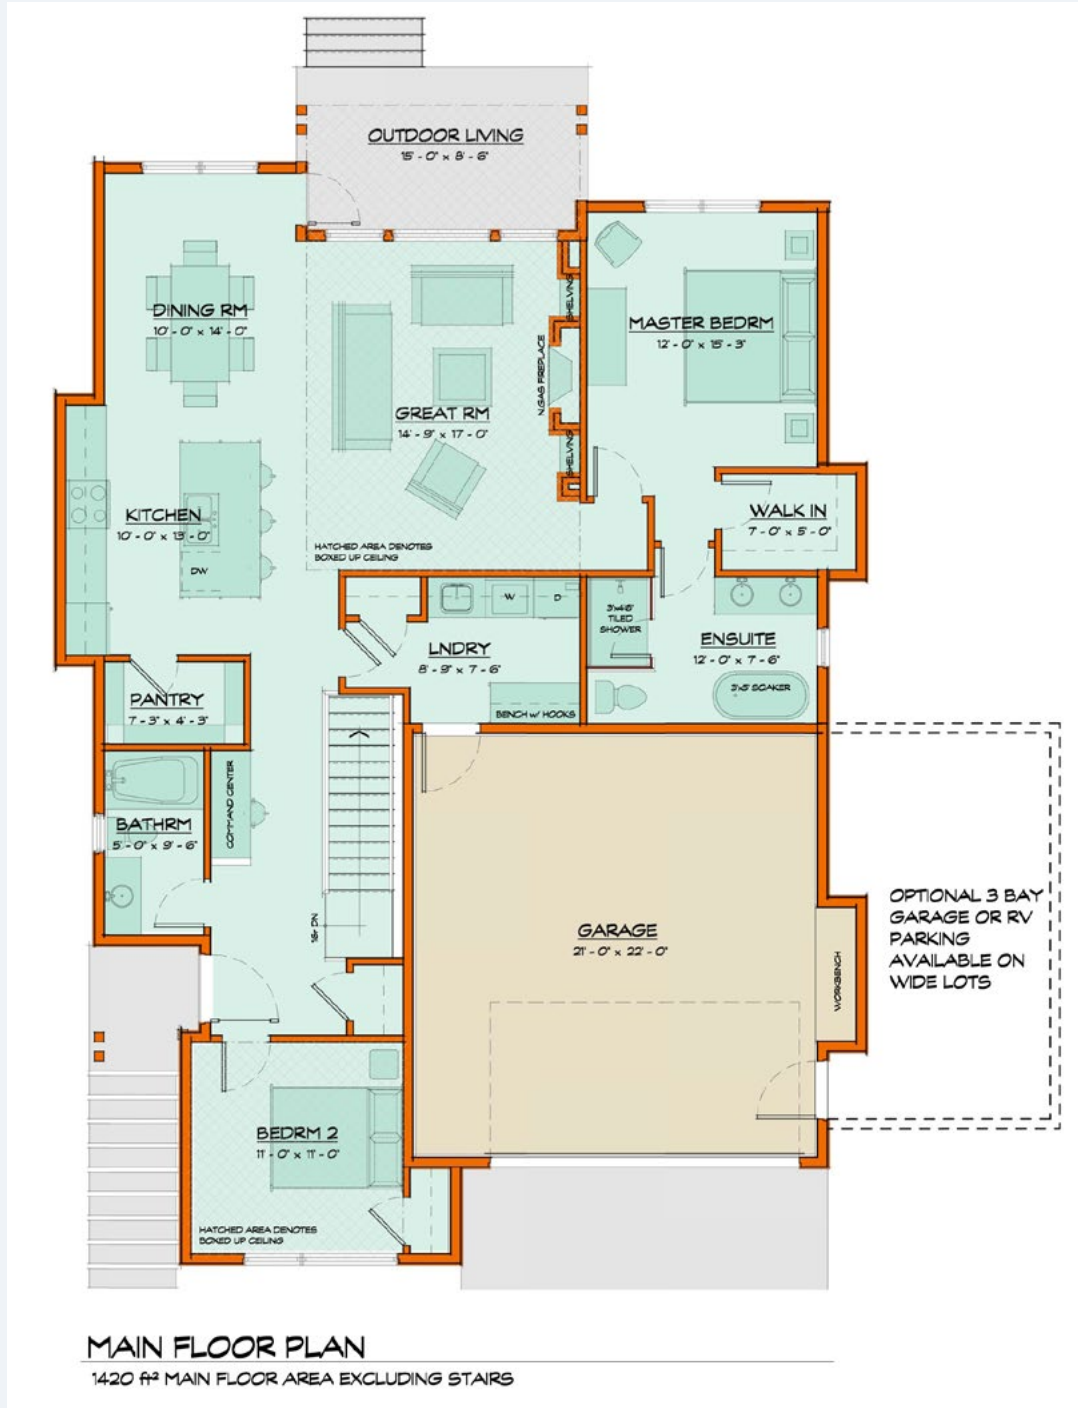 OUTDOOR LIVING
15' - 0" x 8' - 6"
DINING RM
10' - 0" x 14' - 0"
SHELVING
MASTER BEDRM
12' - 0" x 15' - 3"
N.GAS FIREPLACE
GREAT RM
14' - 9" x 17' - 0"
SHELVING
KITCHEN
10' - 0" x 13' - 0"
WALK IN
7' - 0" x 5' - 0"
HATCHED AREA DENOTES
BOXED UP CEILING
DW
W
D
3'x4'6"
TILED
SHOWER
LNDRY
8' - 9" x 7' - 6"
ENSUITE
12' - 0" x 7' - 6"
3'x5' SOAKER
PANTRY
7' - 3" x 4' - 3"
BENCH w/ HOOKS
COMMAND CENTER
BATHRM
5' - 0" x 9' - 6"
18r DN
GARAGE
21' - 0" x 22' - 0"
WORKBENCH
OPTIONAL 3 BAY
GARAGE OR RV
PARKING
AVAILABLE ON
WIDE LOTS
BEDRM 2
11' - 0" x 11' - 0"
HATCHED AREA DENOTES
BOXED UP CEILING
MAIN FLOOR PLAN
1420 ft² MAIN FLOOR AREA EXCLUDING STAIRS